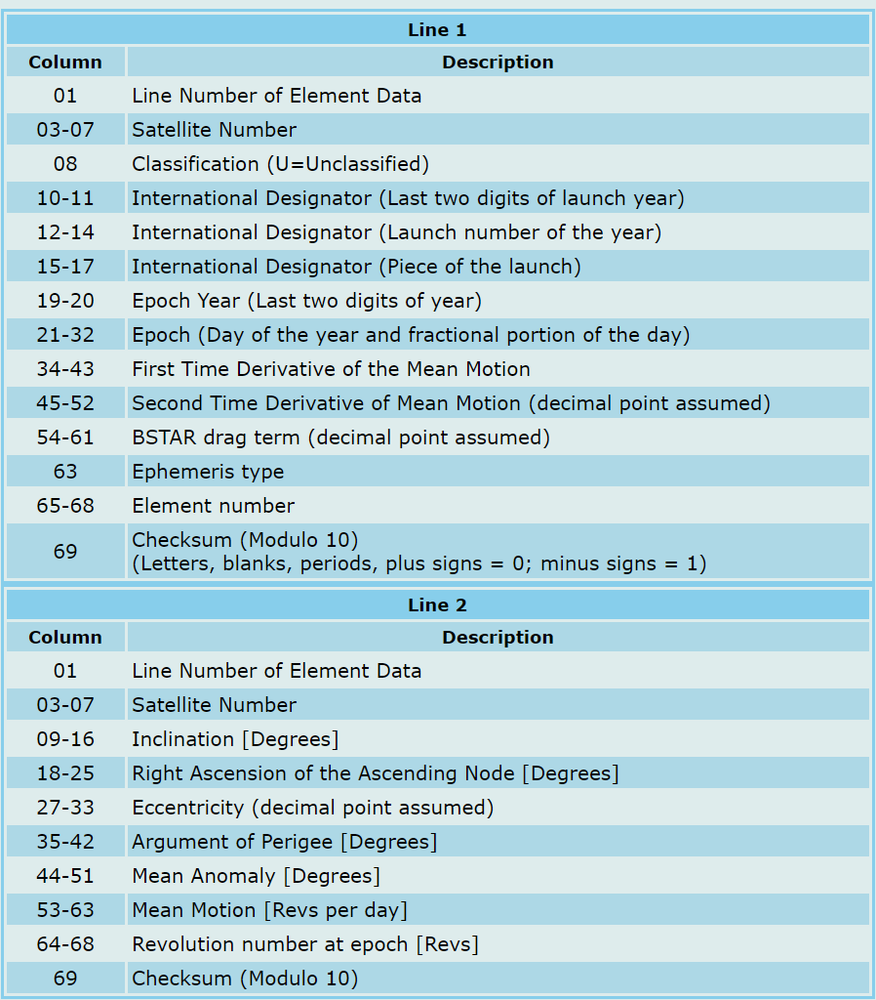 Line 1
Column Description
01 Line Number of Element Data
03-07 Satellite Number
08 Classification (U=Unclassified)
10-11 International Designator (Last two digits of launch year)
12-14 International Designator (Launch number of the year)
15-17 International Designator (Piece of the launch)
19-20 Epoch Year (Last two digits of year)
21-32 Epoch (Day of the year and fractional portion of the day)
34-43 First Time Derivative of the Mean Motion
45-52 Second Time Derivative of Mean Motion (decimal point assumed)
54-61 BSTAR drag term (decimal point assumed)
63 Ephemeris type
65-68 Element number
69 Checksum (Modulo 10)
(Letters, blanks, periods, plus signs = 0; minus signs = 1)
Line 2
Column Description
01 Line Number of Element Data
03-07 Satellite Number
09-16 Inclination [Degrees]
18-25 Right Ascension of the Ascending Node [Degrees]
27-33 Eccentricity (decimal point assumed)
35-42 Argument of Perigee [Degrees]
44-51 Mean Anomaly [Degrees]
53-63 Mean Motion [Revs per day]
64-68 Revolution number at epoch [Revs]
69 Checksum (Modulo 10)